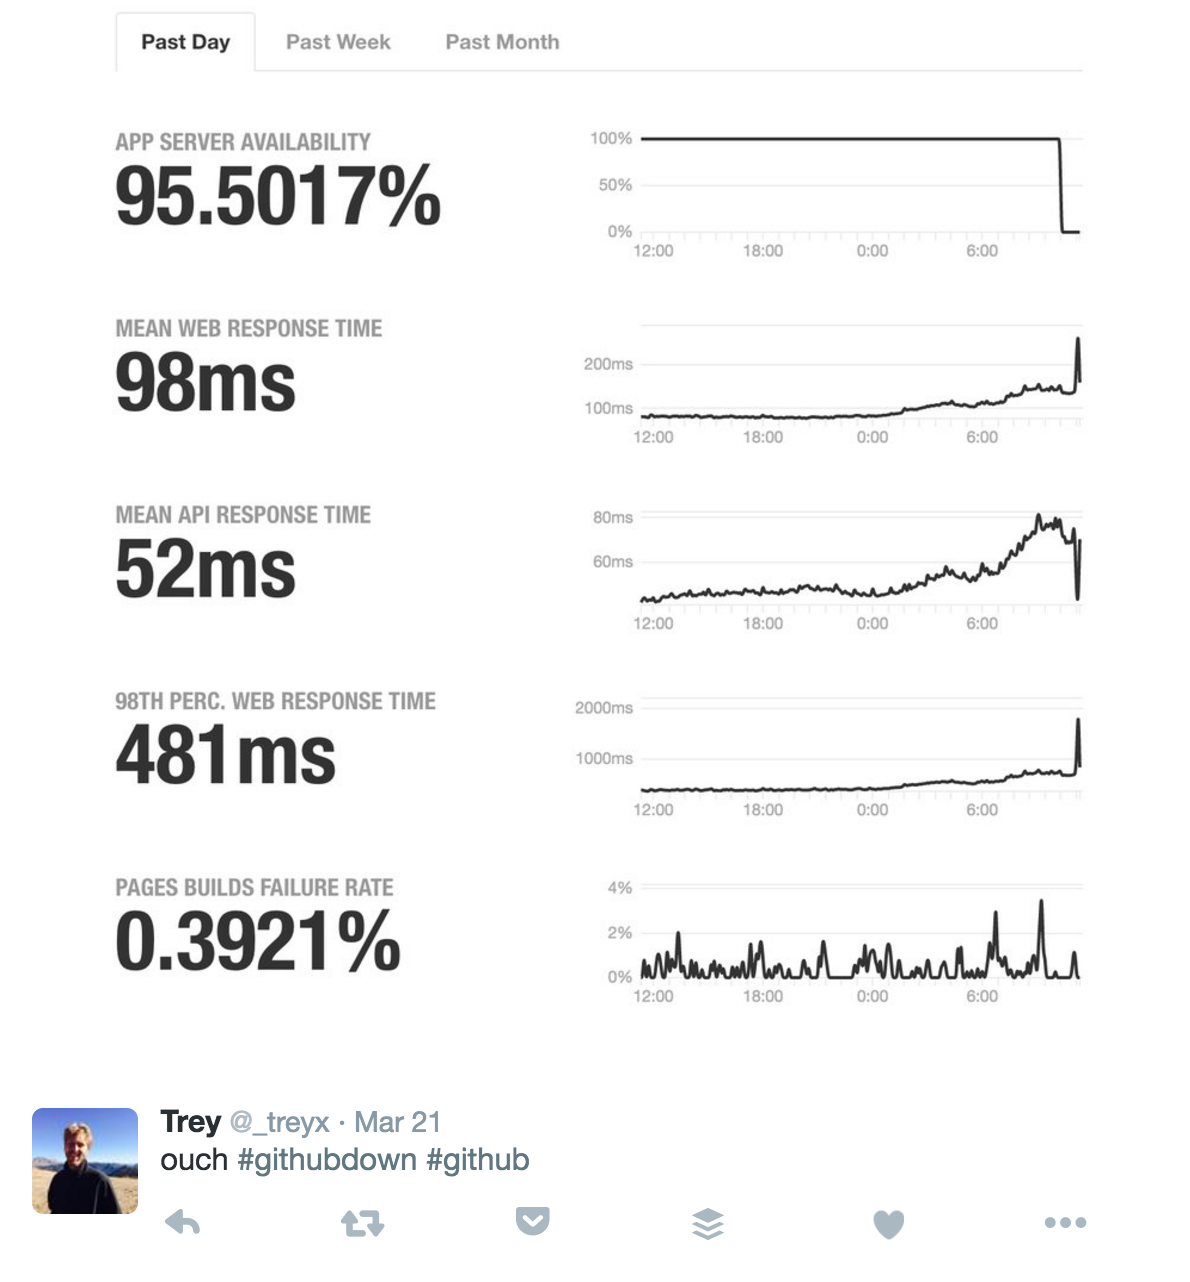 Past Day Past Week Past Month
APP SERVER AVAILABILITY
95.5017%
100%
50%
0%
12:00 18:00 0:00 6:00
MEAN WEB RESPONSE TIME
98ms
200ms
100ms
12:00 18:00 0:00 6:00
MEAN API RESPONSE TIME
52ms
80ms
60ms
12:00 18:00 0:00 6:00
98TH PERC. WEB RESPONSE TIME
481ms
2000ms
1000ms
12:00 18:00 0:00 6:00
PAGES BUILDS FAILURE RATE
0.3921%
4%
2%
0%
12:00 18:00 0:00 6:00
Trey @_treyx · Mar 21
ouch #githubdown #github